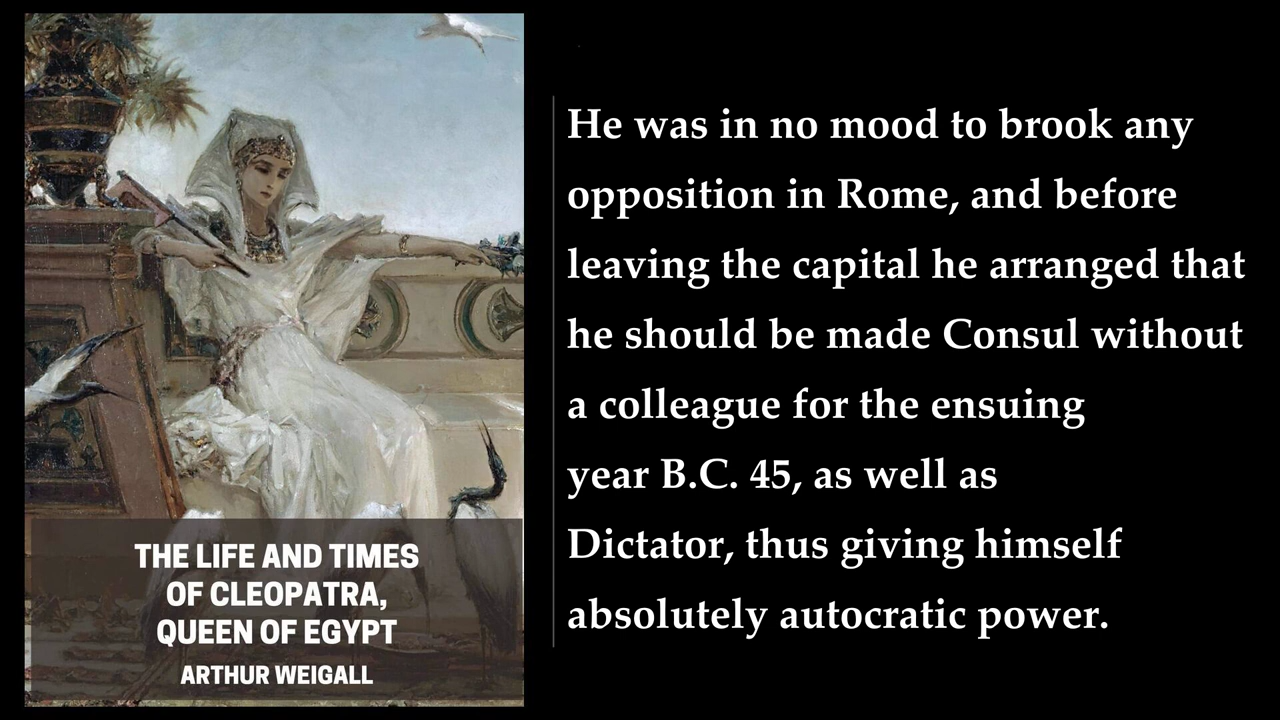 THE LIFE AND TIMES
OF CLEOPATRA,
QUEEN OF EGYPT
ARTHUR WEIGALL
He was in no mood to brook any
opposition in Rome, and before
leaving the capital he arranged that
he should be made Consul without
a colleague for the ensuing
year B.C. 45, as well as
Dictator, thus giving himself
absolutely autocratic power.